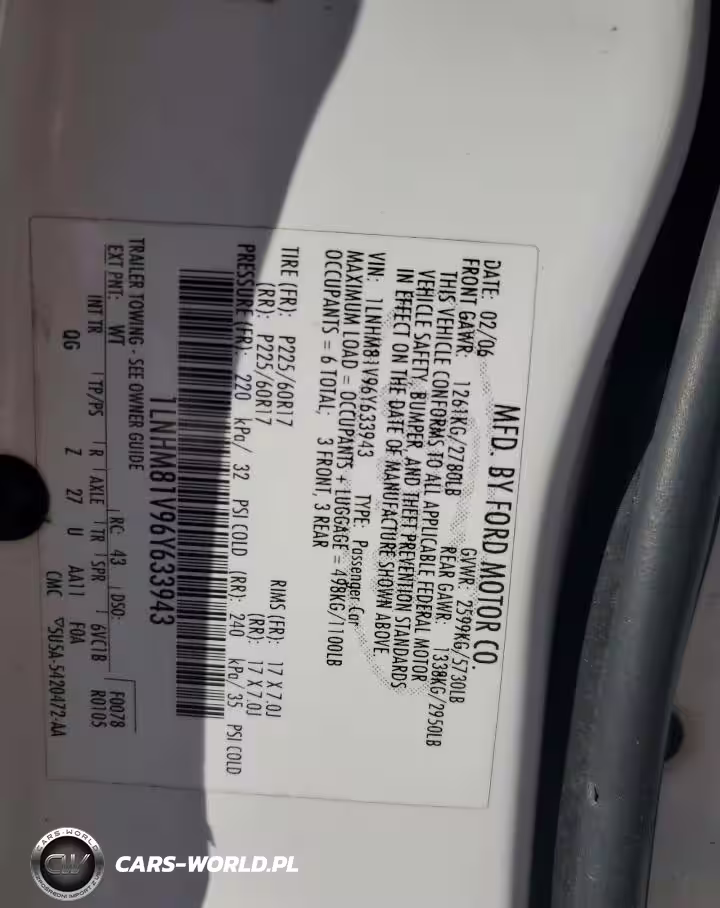 MFD. BY FORD MOTOR CO.
DATE: 02/06 GVWR: 2599KG/5730LB
FRONT GAWR: 1261KG/2780LB REAR GAWR: 1338KG/2950LB
THIS VEHICLE CONFORMS TO ALL APPLICABLE FEDERAL MOTOR
VEHICLE SAFETY, BUMPER, AND THEFT PREVENTION STANDARDS
IN EFFECT ON THE DATE OF MANUFACTURE SHOWN ABOVE.
VIN: 1LNHM81V96Y633943 TYPE: Passenger Car
MAXIMUM LOAD = OCCUPANTS + LUGGAGE = 498KG/1100LB
OCCUPANTS = 6 TOTAL; 3 FRONT, 3 REAR
TIRE (FR): P225/60R17 RIMS (FR): 17 X 7.0J
(RR): P225/60R17 (RR): 17 X 7.0J
PRESSURE (FR): 220 kPa/ 32 PSI COLD (RR): 240 kPa/ 35 PSI COLD
1LNHM81V96Y633943
TRAILER TOWING - SEE OWNER GUIDE
EXT PNT: WT RC: 43 DSO: F0078
R0105
INT TR TP/PS R AXLE TR SPR 6VC1B
QG Z 27 U AA11 F0A
CMC ▽5U5A-5420472-AA
CARS-WORLD
CW
CARS-WORLD.PL